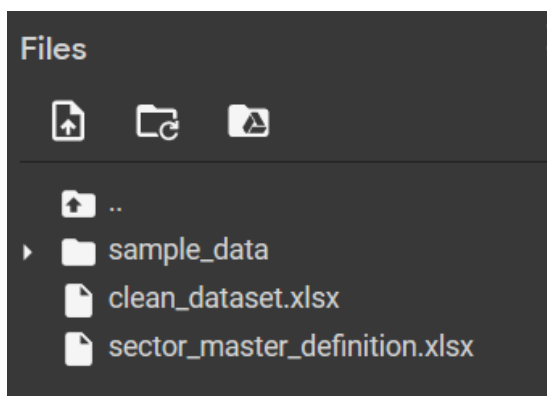 Files
..
sample_data
clean_dataset.xlsx
sector_master_definition.xlsx